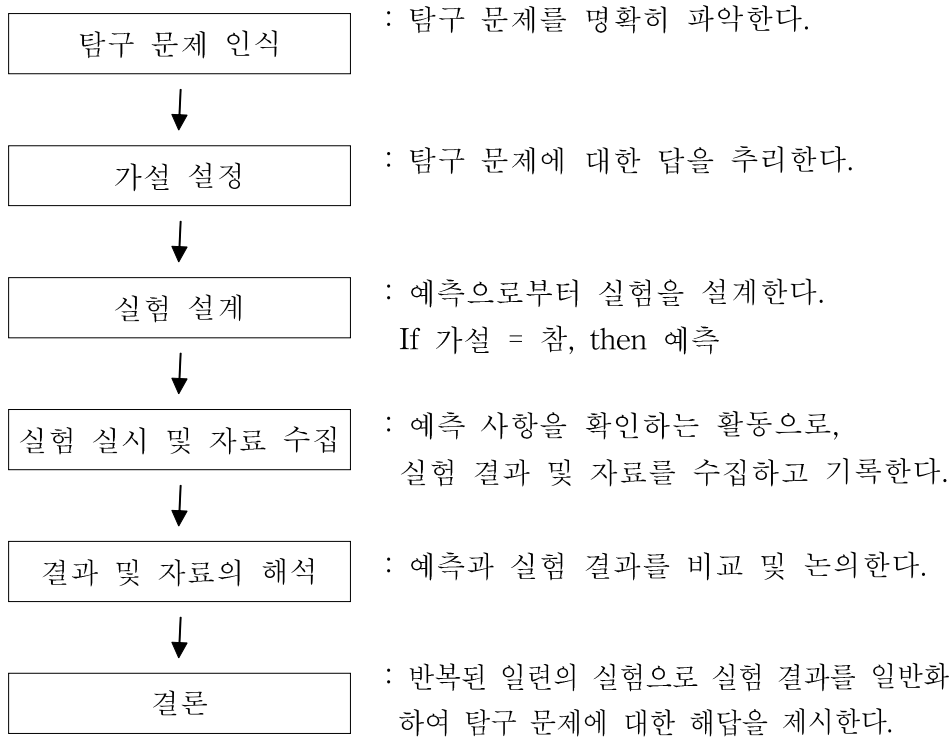 탐구 문제 인식
: 탐구 문제를 명확히 파악한다.
가설 설정
: 탐구 문제에 대한 답을 추리한다.
실험 설계
: 예측으로부터 실험을 설계한다.
If 가설 = 참, then 예측
실험 실시 및 자료 수집
: 예측 사항을 확인하는 활동으로,
실험 결과 및 자료를 수집하고 기록한다.
결과 및 자료의 해석
: 예측과 실험 결과를 비교 및 논의한다.
결론
: 반복된 일련의 실험으로 실험 결과를 일반화
하여 탐구 문제에 대한 해답을 제시한다.